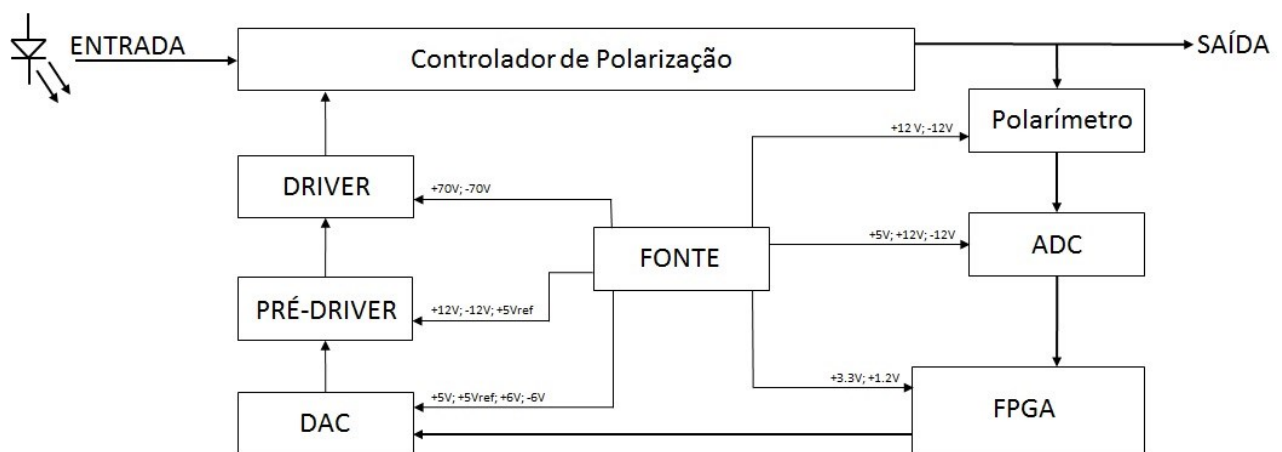 ENTRADA
Controlador de Polarização
SAÍDA
Polarímetro
+12 V; -12V
DRIVER
+70V; -70V
ADC
+5V; +12V; -12V
FONTE
PRÉ-DRIVER
+12V; -12V; +5Vref
+3.3V; +1.2V
+5V; +5Vref; +6V; -6V
FPGA
DAC